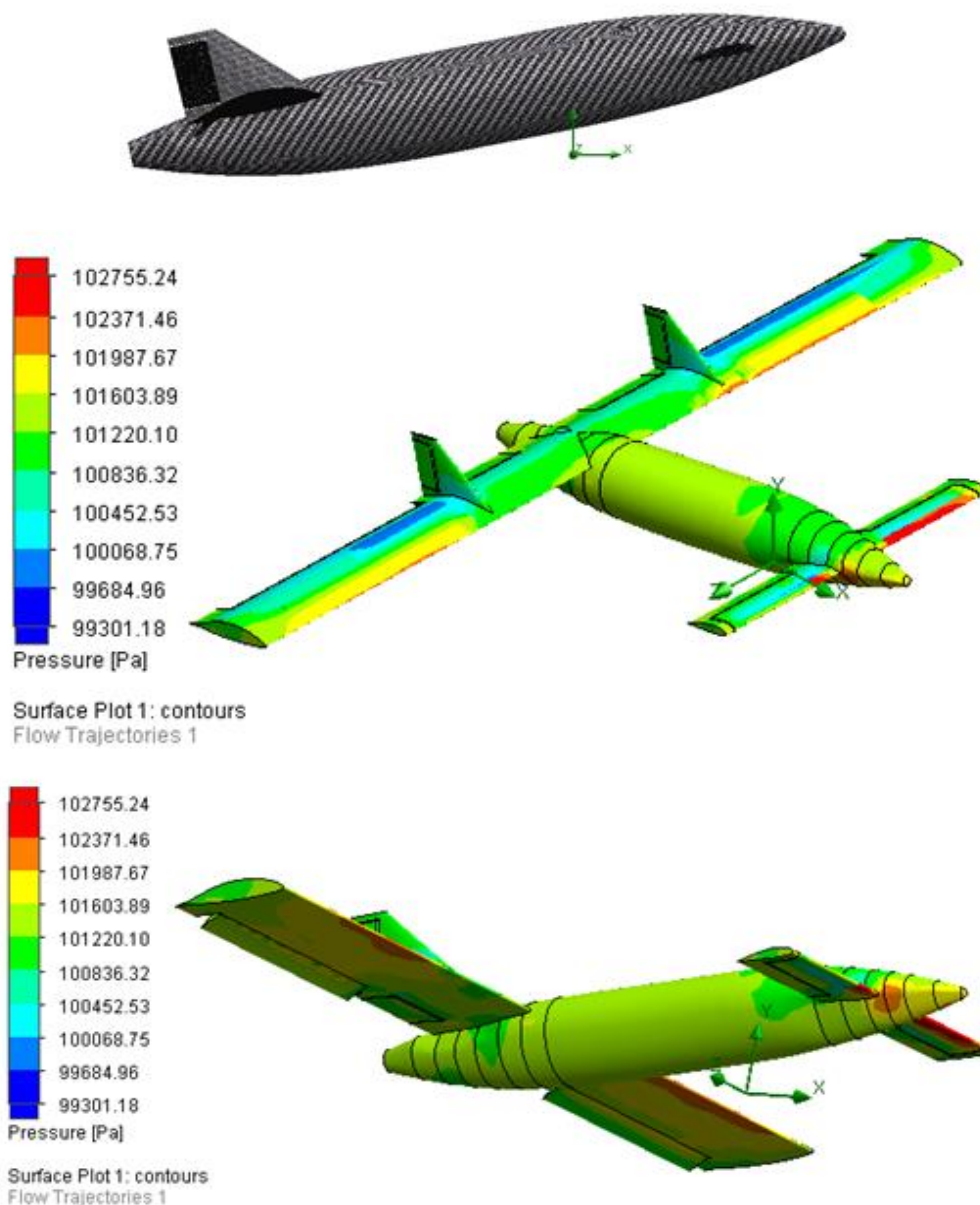 Z
x
102755.24
102371.46
101987.67
101603.89
101220.10
100836.32
100452.53
100068.75
99684.96
99301.18
Pressure [Pa]
Y
Z
X
Surface Plot 1: contours
Flow Trajectories 1
102755.24
102371.46
101987.67
101603.89
101220.10
100836.32
100452.53
100068.75
99684.96
99301.18
Pressure [Pa]
Y
Z
X
Surface Plot 1: contours
Flow Trajectories 1